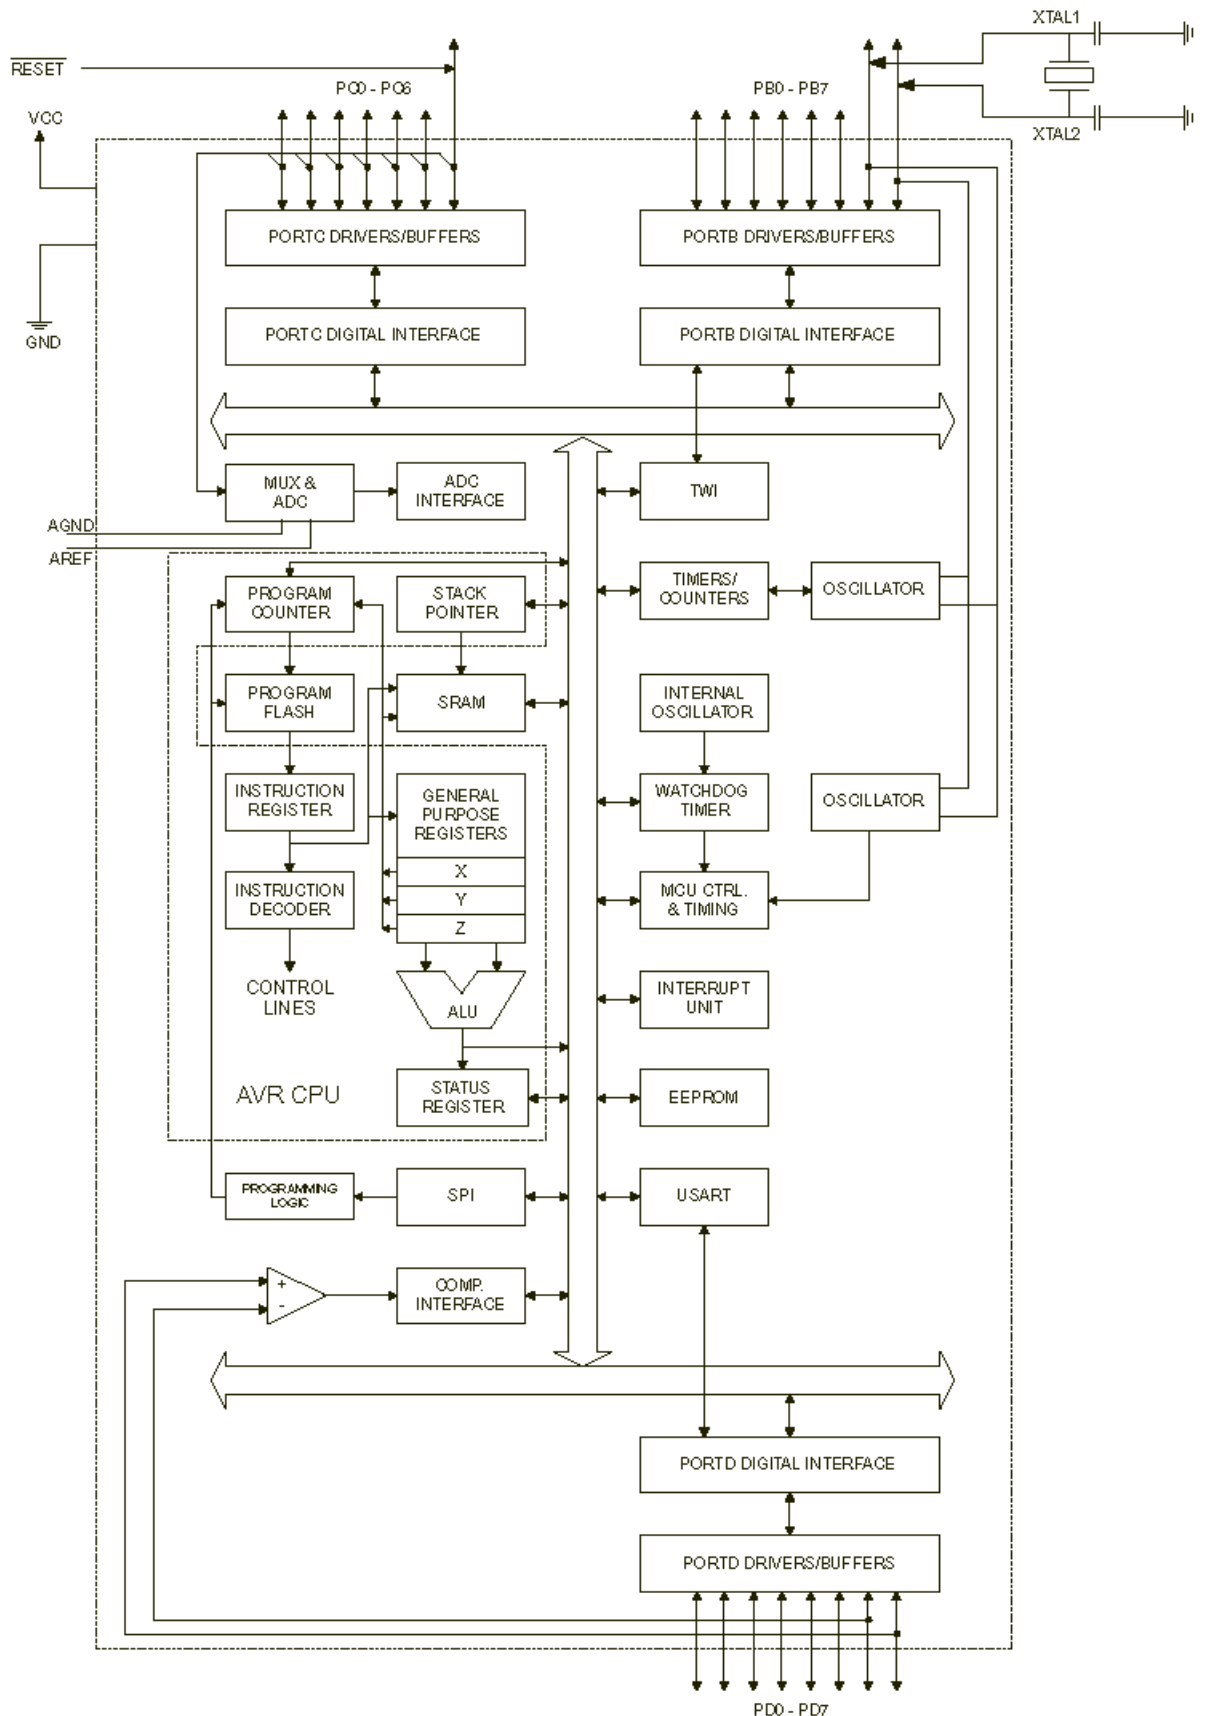 XTAL1
RESET
PC0 - PC6
PB0 - PB7
VCC
XTAL2
PORTC DRIVERS/BUFFERS
PORTB DRIVERS/BUFFERS
PORTC DIGITAL INTERFACE
PORTB DIGITAL INTERFACE
GND
MUX &
ADC
ADC
INTERFACE
TWI
AGND
AREF
PROGRAM
COUNTER
STACK
POINTER
TIMERS/
COUNTERS
OSCILLATOR
PROGRAM
FLASH
SRAM
INTERNAL
OSCILLATOR
INSTRUCTION
REGISTER
GENERAL
PURPOSE
REGISTERS
WATCHDOG
TIMER
OSCILLATOR
X
INSTRUCTION
DECODER
Y
MCU CTRL.
& TIMING
Z
CONTROL
LINES
ALU
INTERRUPT
UNIT
AVR CPU
STATUS
REGISTER
EEPROM
PROGRAMMING
LOGIC
SPI
USART
+
-
COMP.
INTERFACE
PORTD DIGITAL INTERFACE
PORTD DRIVERS/BUFFERS
PD0 - PD7